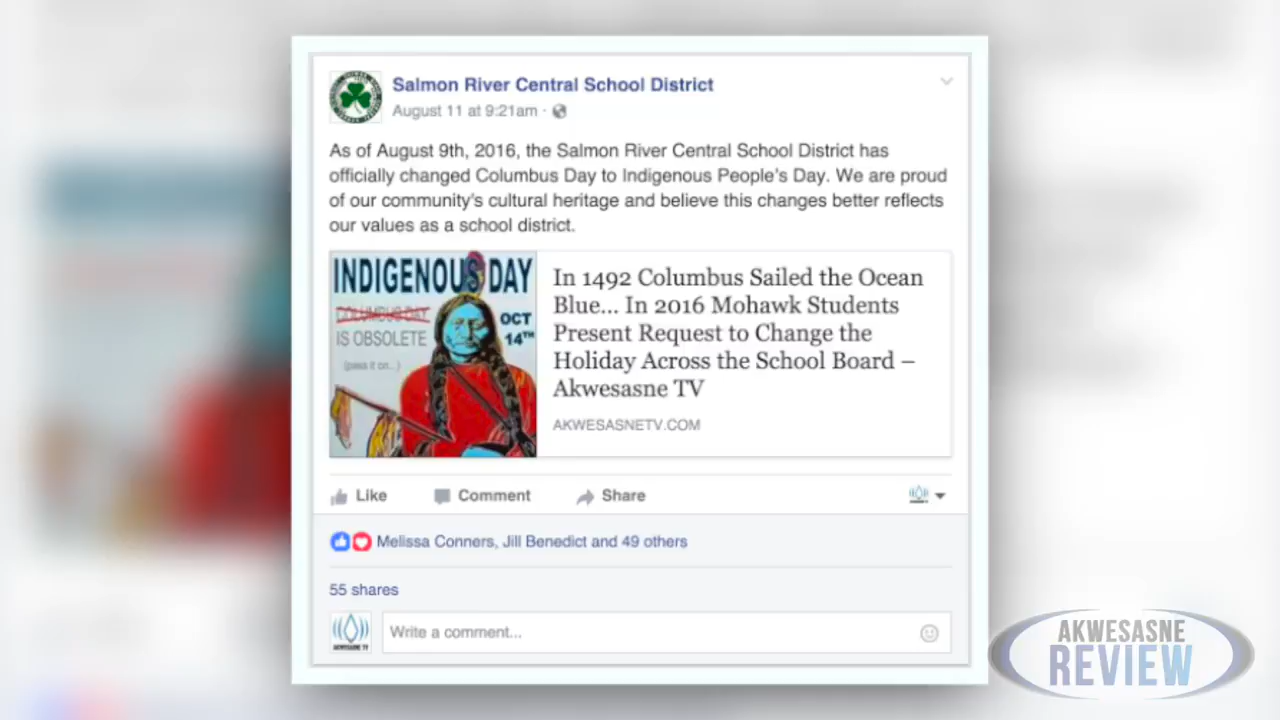 Salmon River Central School District
August 11 at 9:21am ·
As of August 9th, 2016, the Salmon River Central School District has
officially changed Columbus Day to Indigenous People's Day. We are proud
of our community's cultural heritage and believe this changes better reflects
our values as a school district.
INDIGENOUS DAY
COLUMBUS DAY
IS OBSOLETE
(pass it on...)
OCT
14TH
In 1492 Columbus Sailed the Ocean
Blue... In 2016 Mohawk Students
Present Request to Change the
Holiday Across the School Board –
Akwesasne TV
AKWESASNETV.COM
Like Comment Share
Melissa Conners, Jill Benedict and 49 others
55 shares
Write a comment...
AKWESASNE TV
AKWESASNE
REVIEW